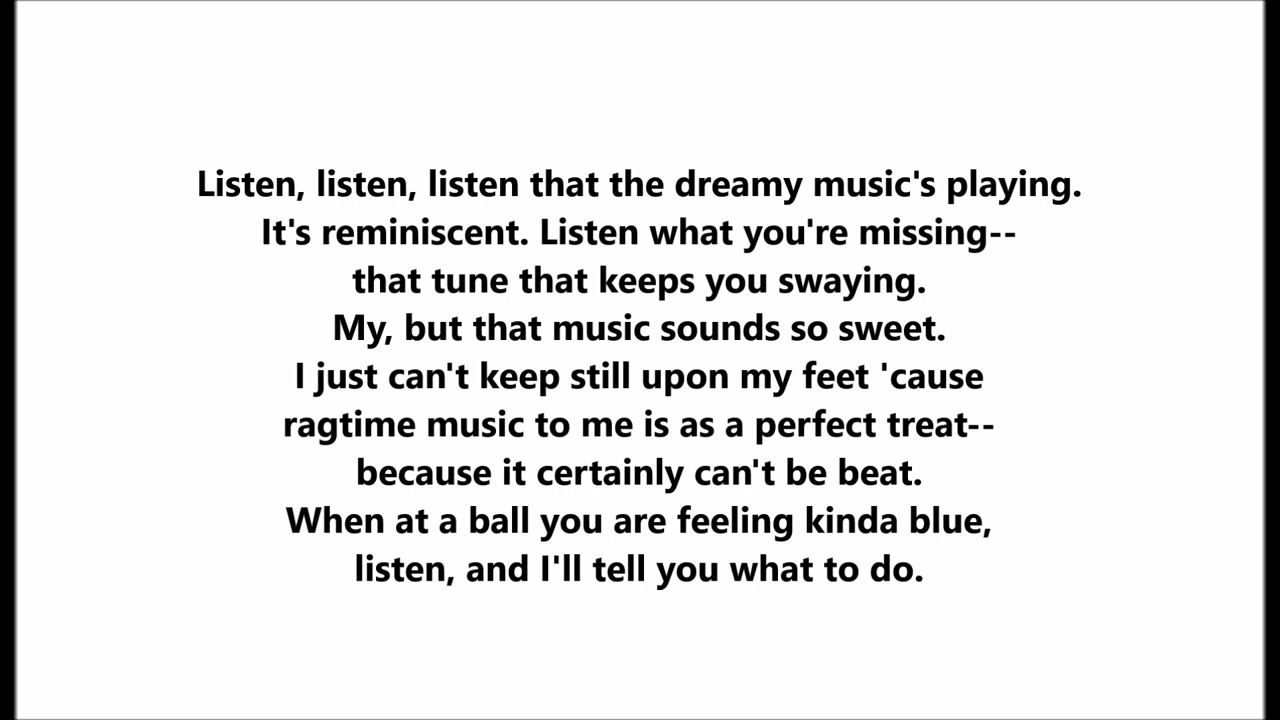 Listen, listen, listen that the dreamy music's playing.
It's reminiscent. Listen what you're missing--
that tune that keeps you swaying.
My, but that music sounds so sweet.
I just can't keep still upon my feet 'cause
ragtime music to me is as a perfect treat--
because it certainly can't be beat.
When at a ball you are feeling kinda blue,
listen, and I'll tell you what to do.